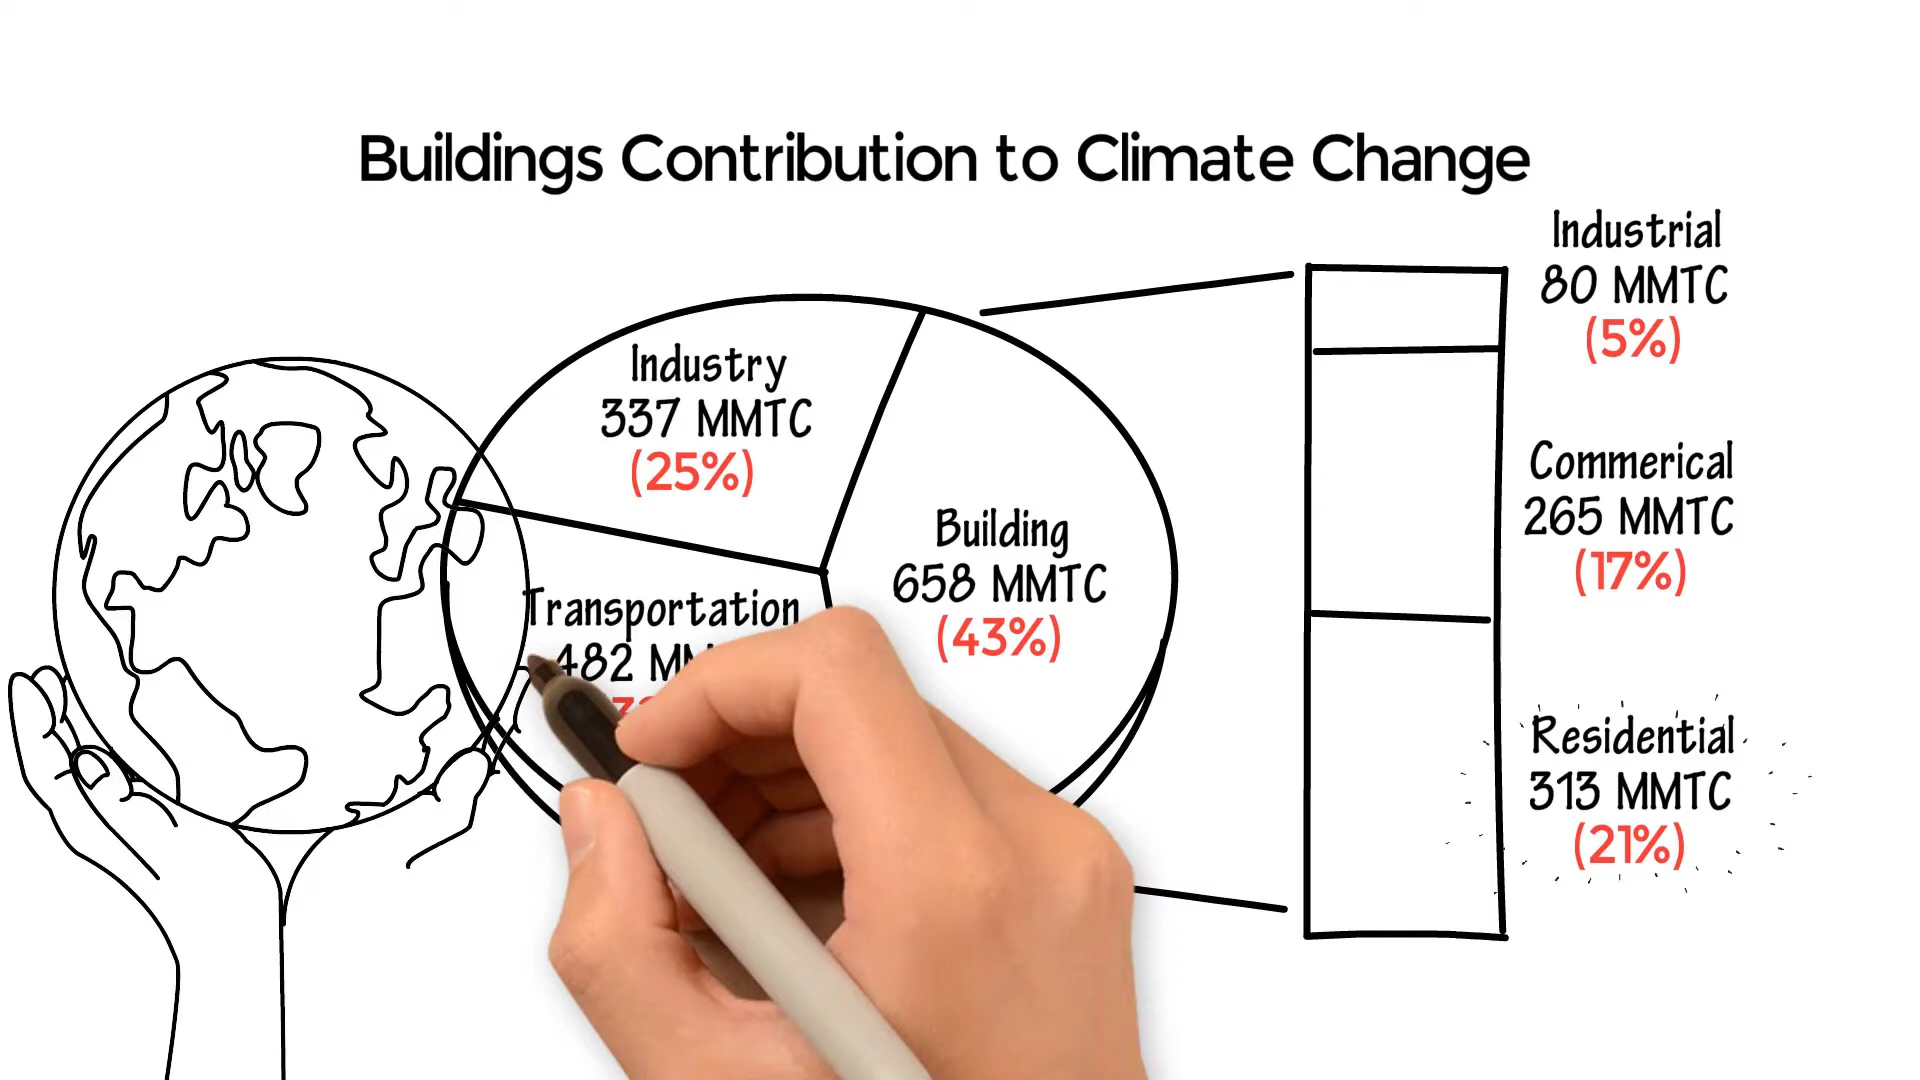 Buildings Contribution to Climate Change
Industry
337 MMTC
(25%)
Building
658 MMTC
(43%)
Transportation
482
Industrial
80 MMTC
(5%)
Commerical
265 MMTC
(17%)
Residential
313 MMTC
(21%)